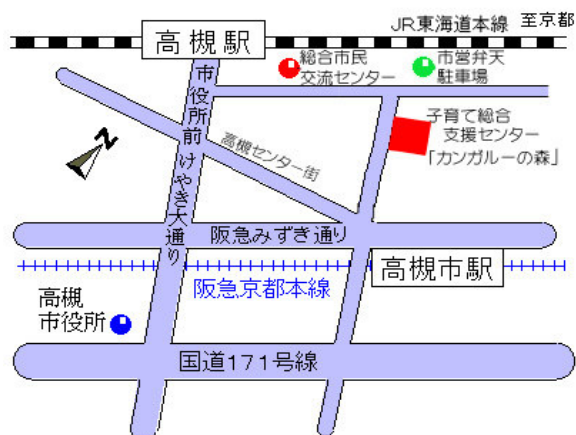 JR東海道本線 至京都
高槻駅
総合市民
交流センター
市営弁天
駐車場
市役所前けやき大通り
子育て総合
支援センター
「カンガルーの森」
高槻センター街
N
阪急みずき通り
高槻市駅
阪急京都本線
高槻
市役所
国道171号線